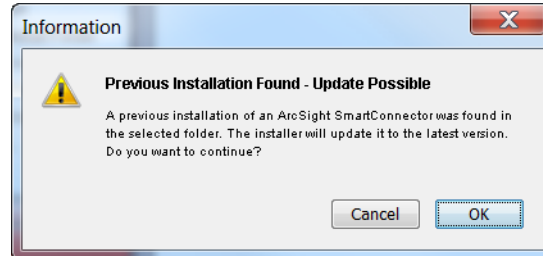 Information
Previous Installation Found - Update Possible
A previous installation of an ArcSight SmartConnector was found in
the selected folder. The installer will update it to the latest version.
Do you want to continue?
Cancel
OK